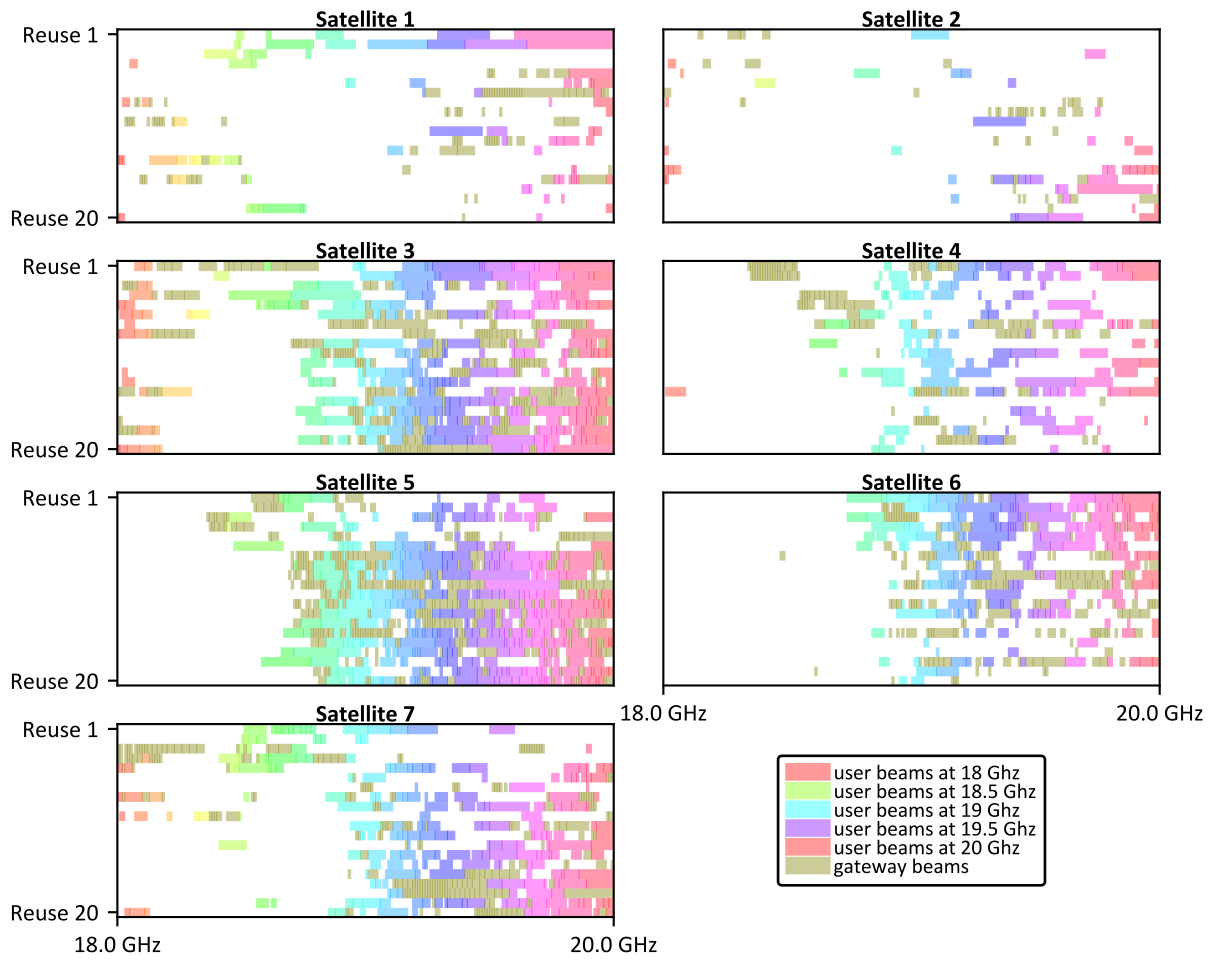 Satellite 1
Satellite 2
Reuse 1
Reuse 20
Satellite 3
Satellite 4
Reuse 1
Reuse 20
Satellite 5
Satellite 6
Reuse 1
Reuse 20
18.0 GHz
20.0 GHz
Satellite 7
Reuse 1
Reuse 20
18.0 GHz
20.0 GHz
user beams at 18 Ghz
user beams at 18.5 Ghz
user beams at 19 Ghz
user beams at 19.5 Ghz
user beams at 20 Ghz
gateway beams